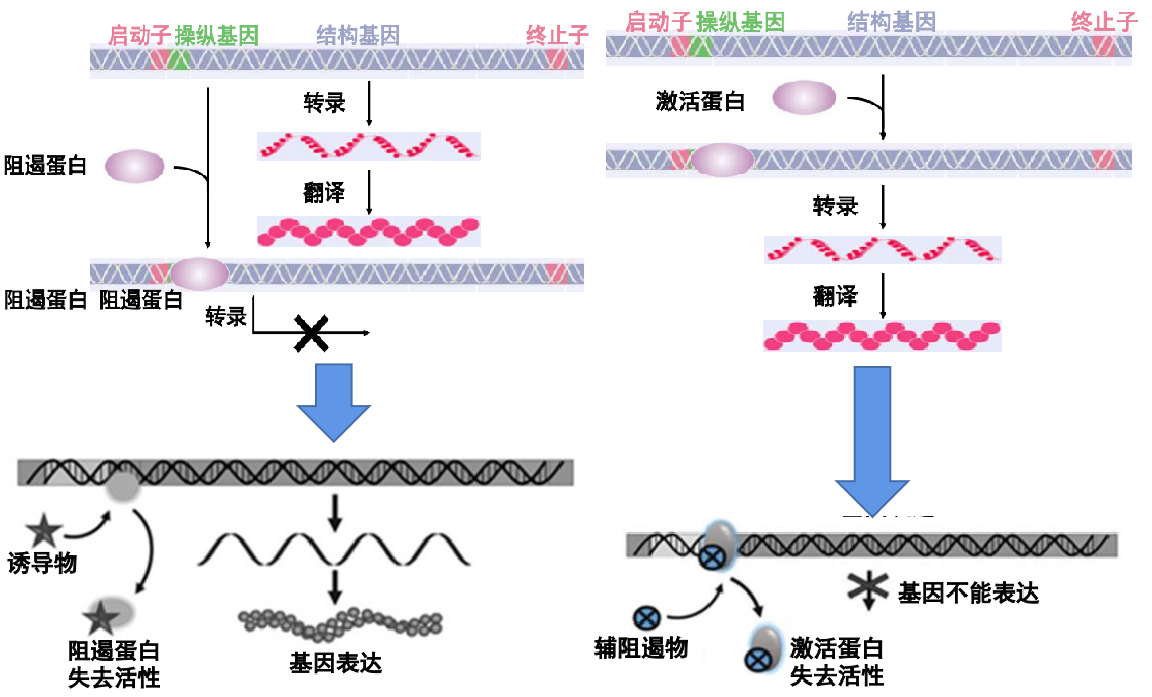 启动子 操纵基因 结构基因 终止子
转录
阻遏蛋白
翻译
阻遏蛋白 阻遏蛋白
转录
诱导物
阻遏蛋白
失去活性
基因表达
启动子 操纵基因 结构基因 终止子
激活蛋白
转录
翻译
基因不能表达
辅阻遏物
激活蛋白
失去活性